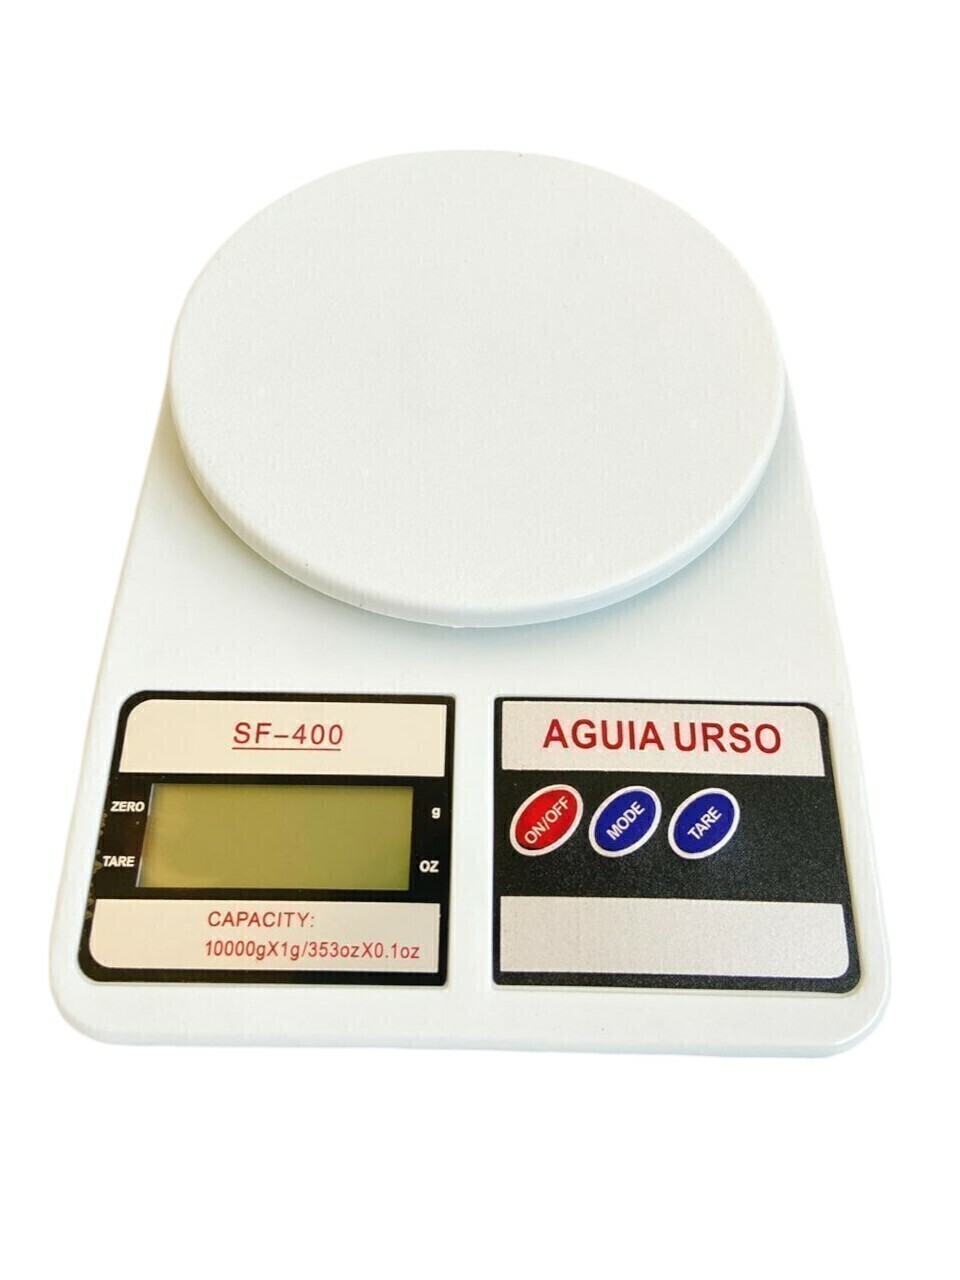 SF-400
ZERO
g
TARE
OZ
CAPACITY:
10000gX1g/353ozX0.1oz
AGUIA URSO
ON/OFF
MODE
TARE